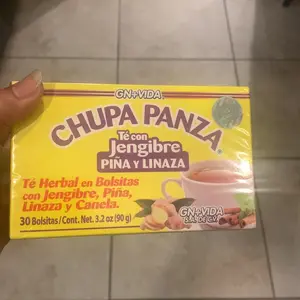 GN+VIDA
CHUPA PANZA
Té con
Jengibre
PIÑA Y LINAZA
Té Herbal en Bolsitas
con Jengibre, Piña,
Linaza y Canela.
30 Bolsitas/Cont. Net. 3.2 oz (90 g)
GN+VIDA